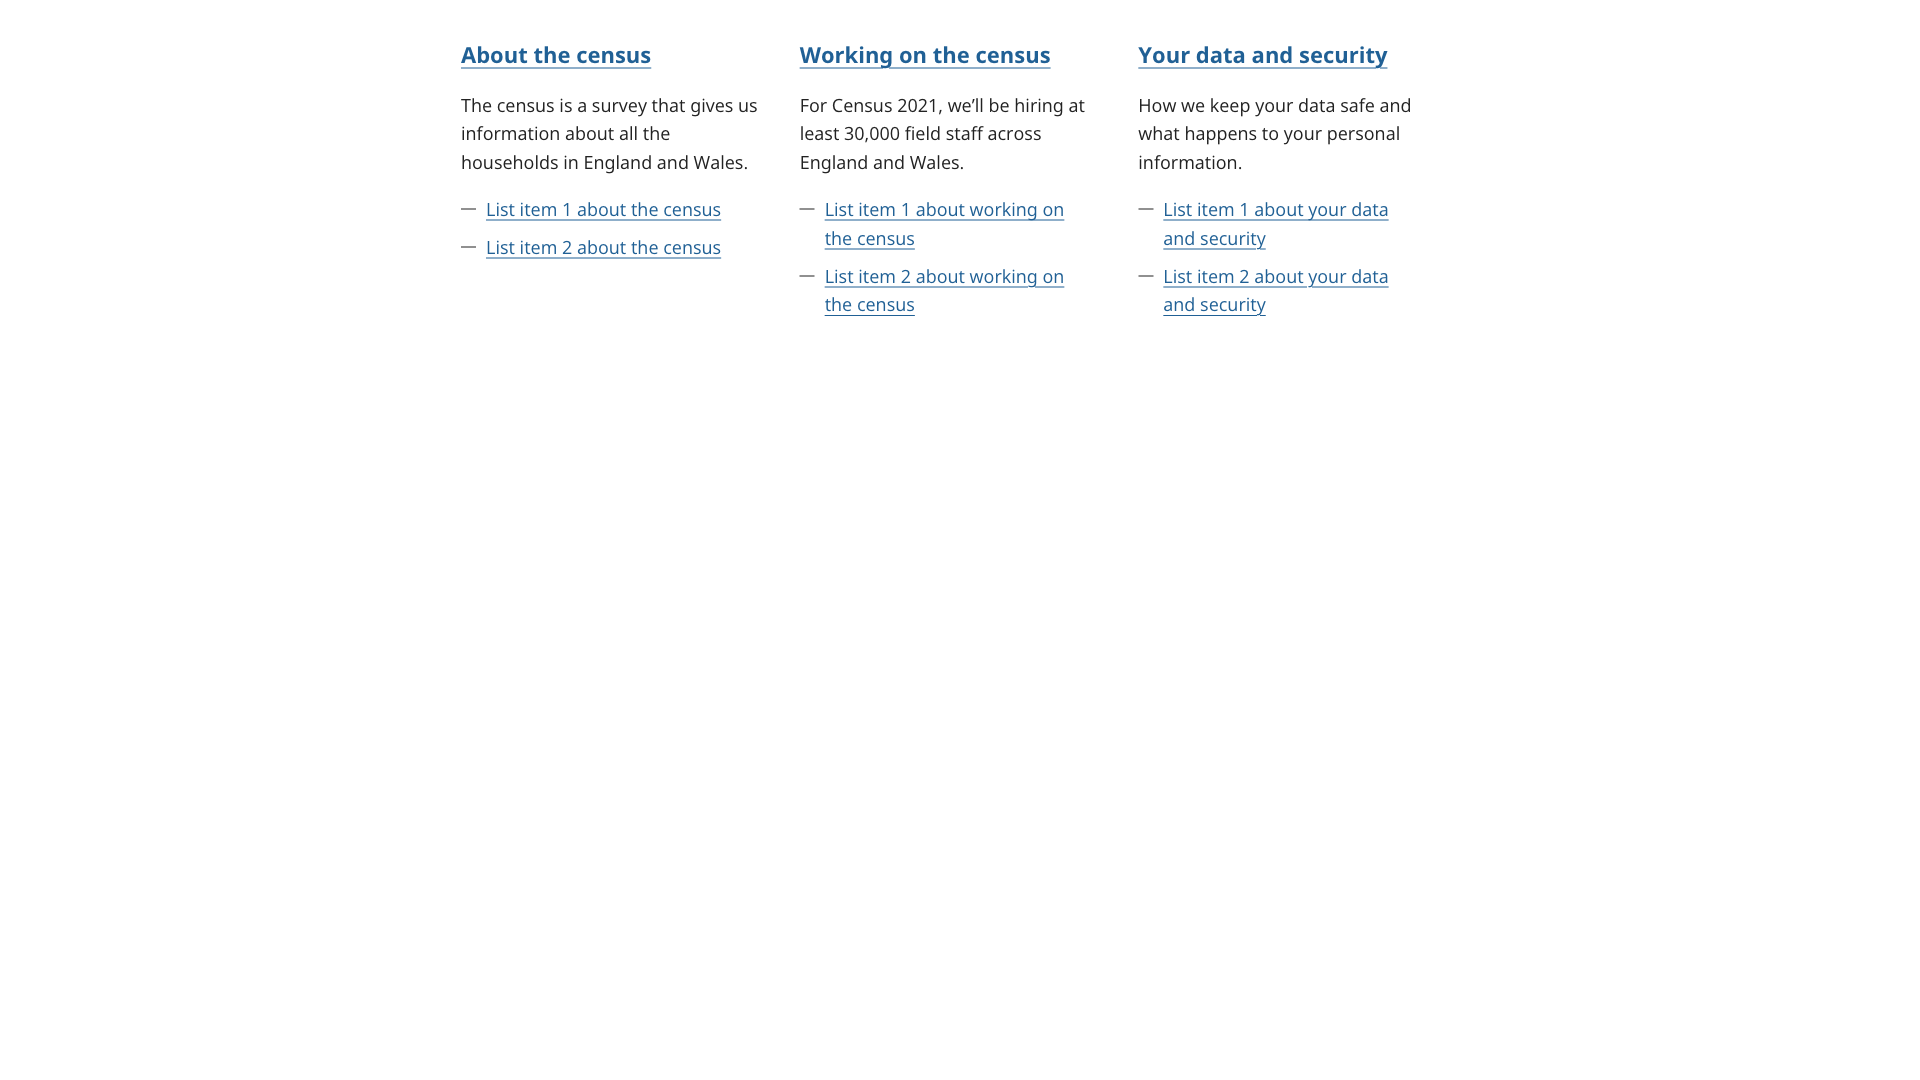 About the census
The census is a survey that gives us
information about all the
households in England and Wales.
— List item 1 about the census
— List item 2 about the census
Working on the census
For Census 2021, we’ll be hiring at
least 30,000 field staff across
England and Wales.
— List item 1 about working on
the census
— List item 2 about working on
the census
Your data and security
How we keep your data safe and
what happens to your personal
information.
— List item 1 about your data
and security
— List item 2 about your data
and security